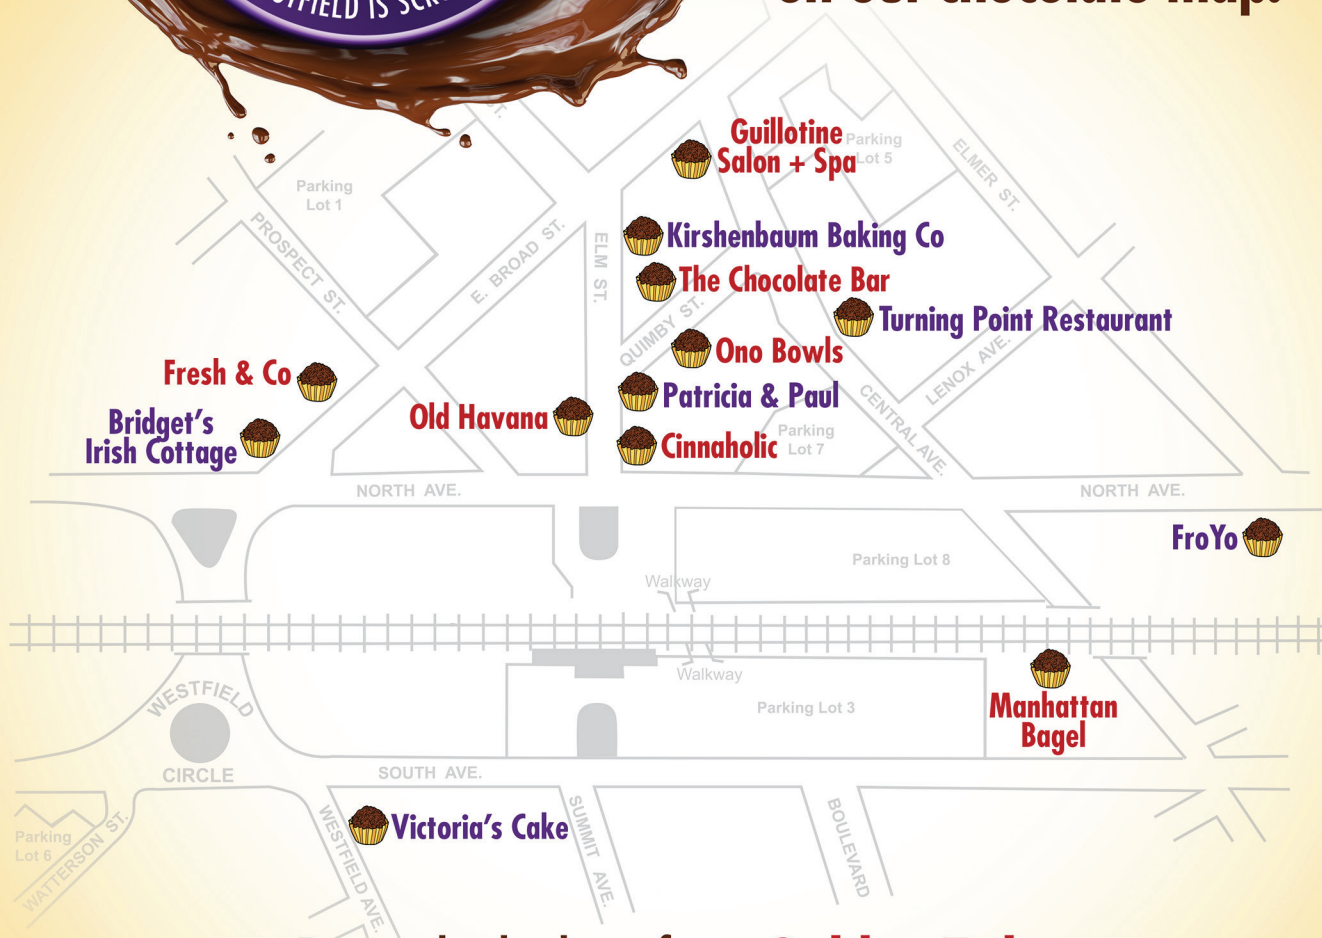 Guillotine
Salon + Spa
Parking
Lot 5
ELMER ST.
Parking
Lot 1
PROSPECT ST.
E. BROAD ST.
ELM ST.
Kirshenbaum Baking Co
The Chocolate Bar
QUIMBY ST.
Turning Point Restaurant
Ono Bowls
LENOX AVE.
Fresh & Co
Patricia & Paul
CENTRAL AVE.
Old Havana
Bridget's
Irish Cottage
Cinnaholic
Parking
Lot 7
NORTH AVE.
NORTH AVE.
FroYo
Parking Lot 8
Walkway
Walkway
WESTFIELD
CIRCLE
Parking Lot 3
Manhattan
Bagel
SOUTH AVE.
Victoria's Cake
WESTFIELD AVE.
SUMMIT AVE.
BOULEVARD
Parking
Lot 6
WATTERSON ST.